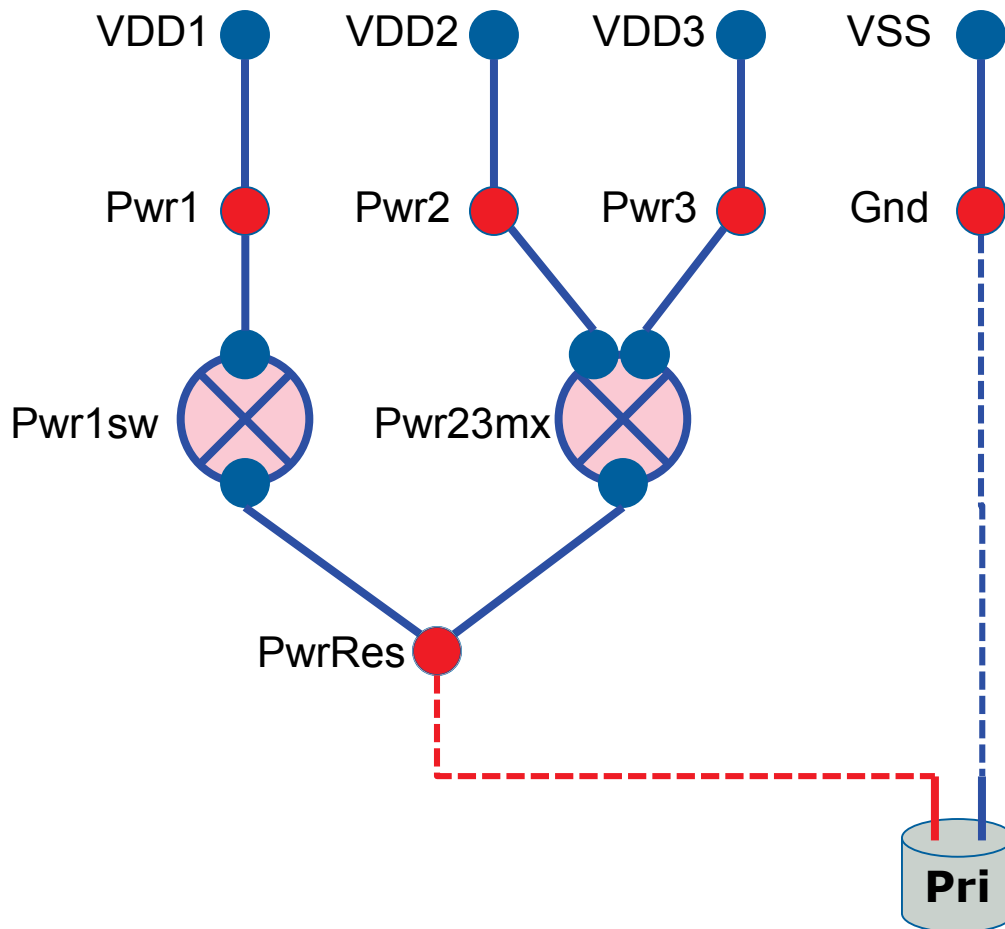 VDD1
VDD2
VDD3
VSS
Pwr1
Pwr2
Pwr3
Gnd
Pwr1sw
Pwr23mx
PwrRes
Pri